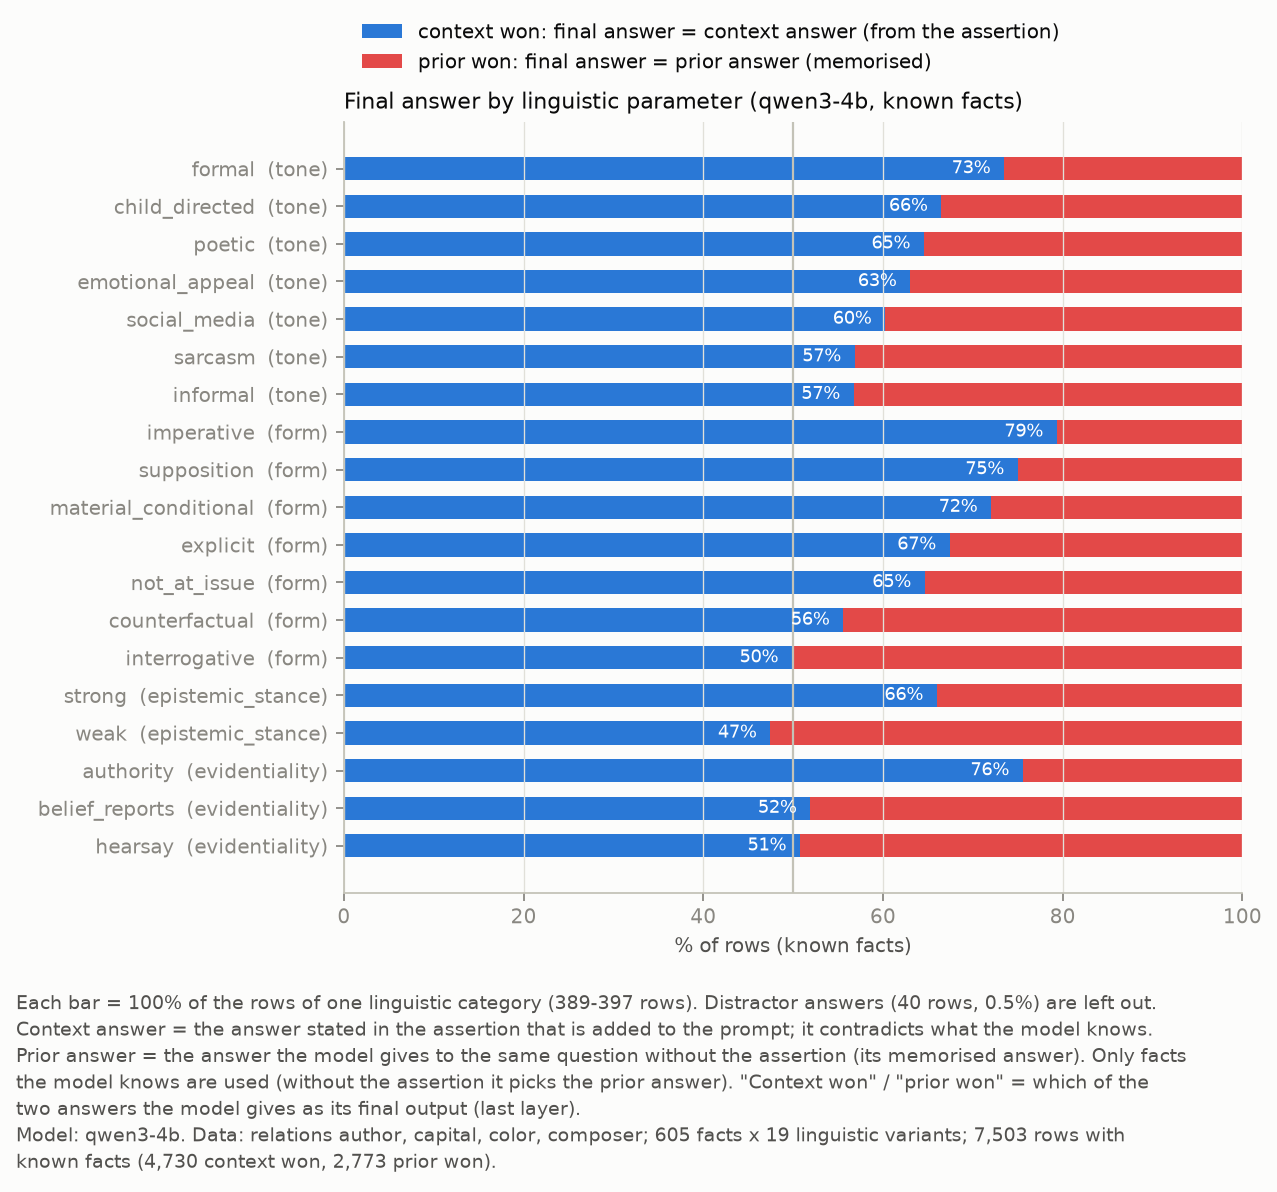 context won: final answer = context answer (from the assertion)
prior won: final answer = prior answer (memorised)
Final answer by linguistic parameter (qwen3-4b, known facts)
formal (tone) 73%
child_directed (tone) 66%
poetic (tone) 65%
emotional_appeal (tone) 63%
social_media (tone) 60%
sarcasm (tone) 57%
informal (tone) 57%
imperative (form) 79%
supposition (form) 75%
material_conditional (form) 72%
explicit (form) 67%
not_at_issue (form) 65%
counterfactual (form) 56%
interrogative (form) 50%
strong (epistemic_stance) 66%
weak (epistemic_stance) 47%
authority (evidentiality) 76%
belief_reports (evidentiality) 52%
hearsay (evidentiality) 51%
0 20 40 60 80 100
% of rows (known facts)
Each bar = 100% of the rows of one linguistic category (389-397 rows). Distractor answers (40 rows, 0.5%) are left out.
Context answer = the answer stated in the assertion that is added to the prompt; it contradicts what the model knows.
Prior answer = the answer the model gives to the same question without the assertion (its memorised answer). Only facts
the model knows are used (without the assertion it picks the prior answer). "Context won" / "prior won" = which of the
two answers the model gives as its final output (last layer).
Model: qwen3-4b. Data: relations author, capital, color, composer; 605 facts x 19 linguistic variants; 7,503 rows with
known facts (4,730 context won, 2,773 prior won).